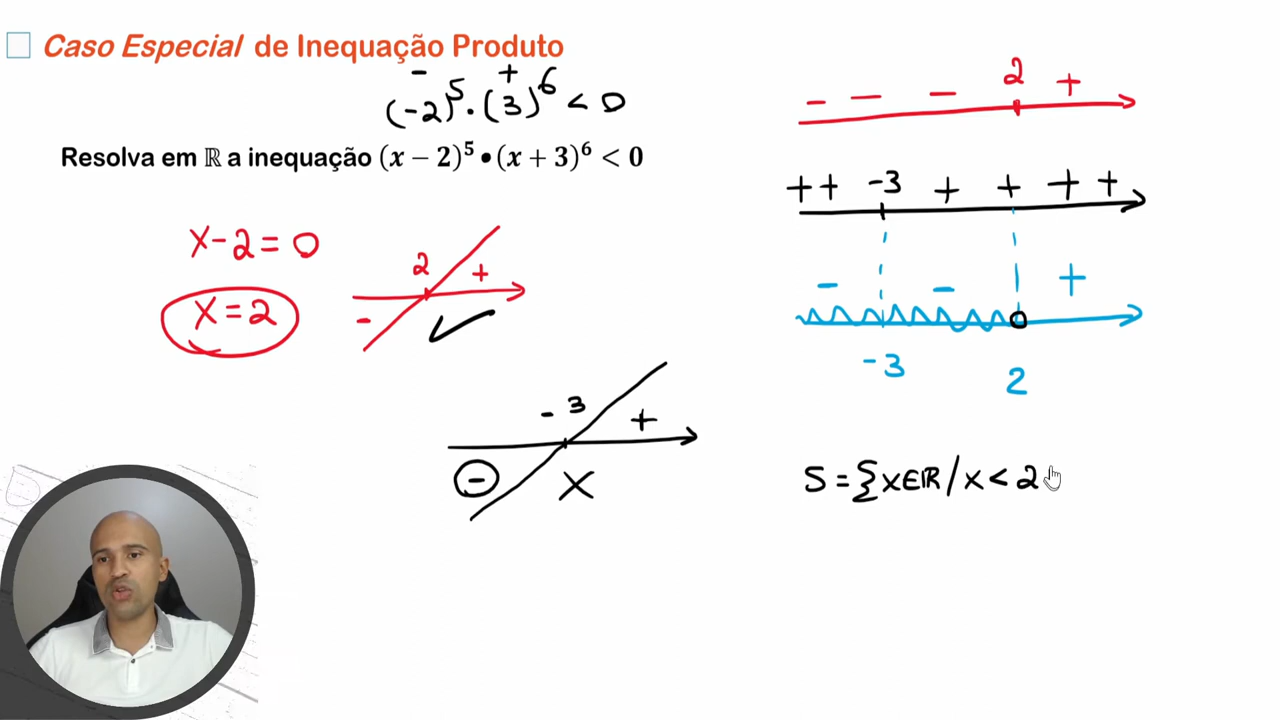 Caso Especial de Inequação Produto
- +
(-2)^5 . (3)^6 < 0
Resolva em ℝ a inequação (x − 2)^5 • (x + 3)^6 < 0
x-2=0
x=2
2
+
-
-3
+
-
X
- - - 2 +
++ -3 + + + +
- - +
-3 2
S={x∈IR/x<2